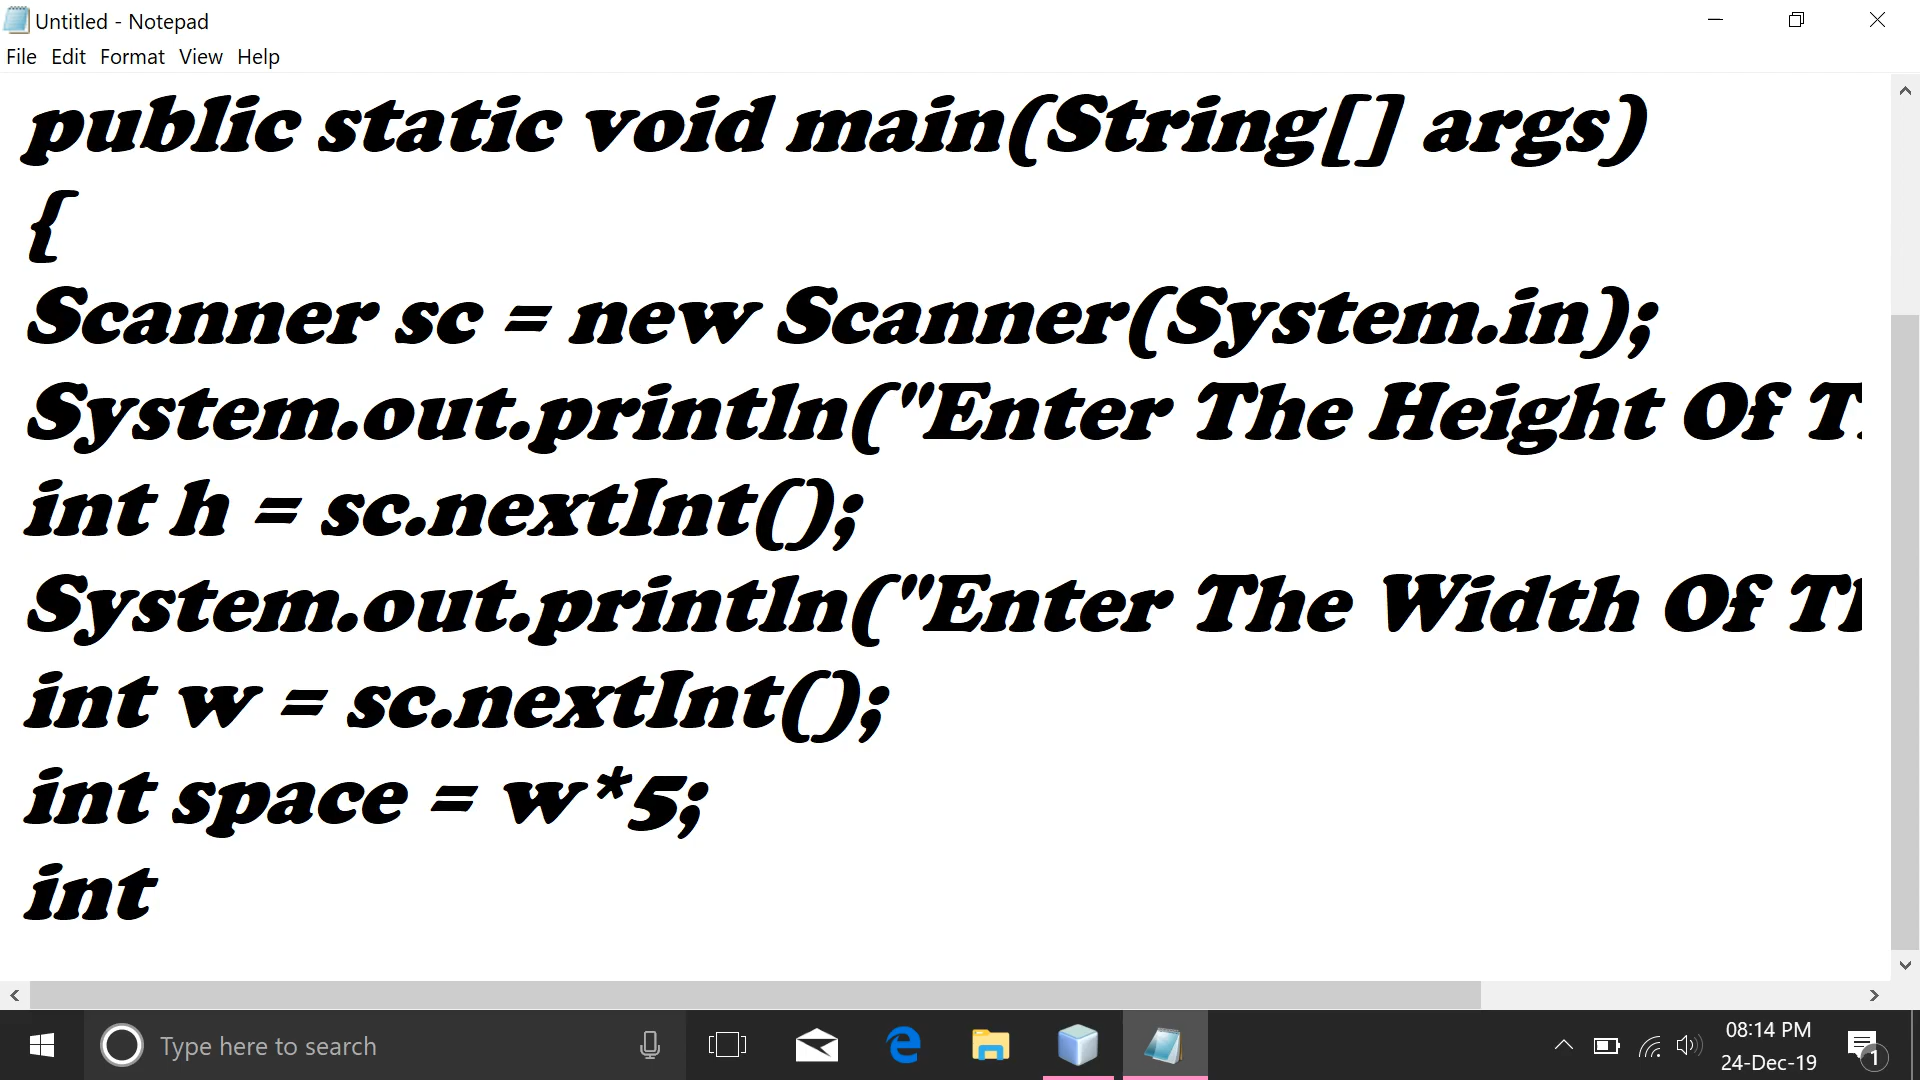 Untitled - Notepad
File Edit Format View Help
public static void main(String[] args)
{
Scanner sc = new Scanner(System.in);
System.out.println("Enter The Height Of
int h = sc.nextInt();
System.out.println("Enter The Width Of
int w = sc.nextInt();
int space = w*5;
int
Type here to search
08:14 PM
24-Dec-19
1